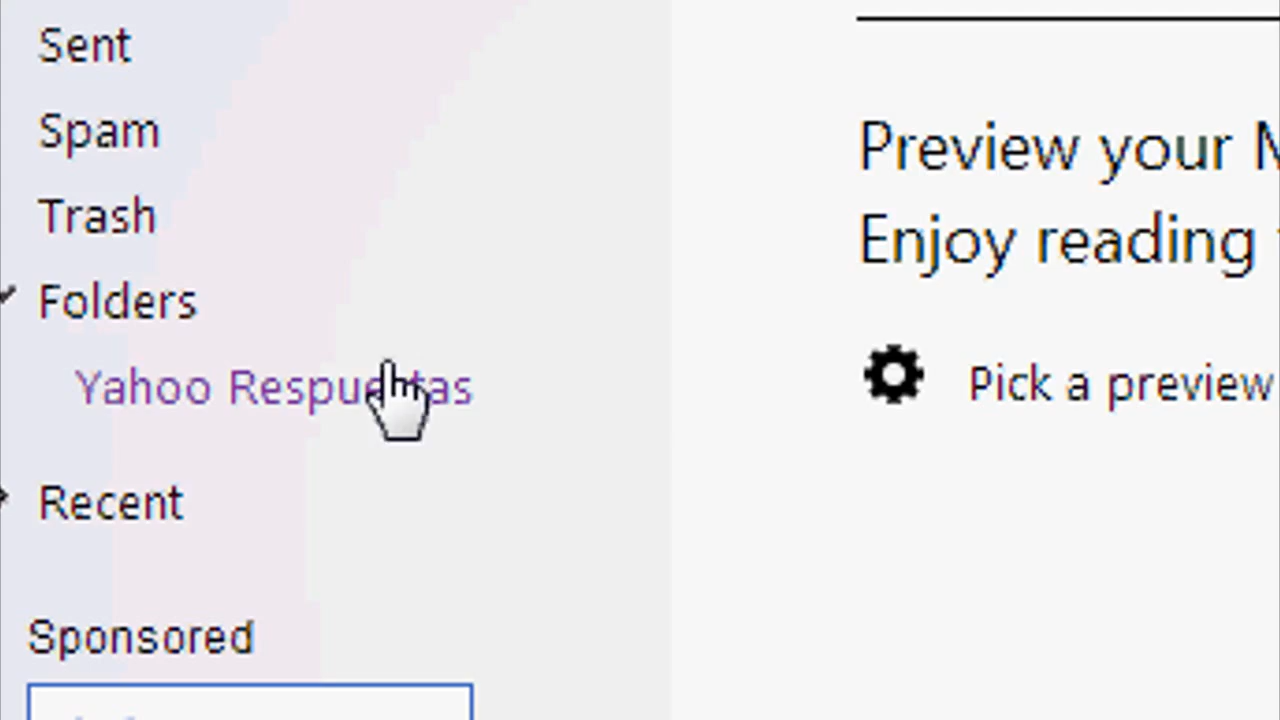 Sent
Spam
Trash
Folders
Yahoo Respuestas
Recent
Sponsored
Preview your
Enjoy reading
Pick a preview